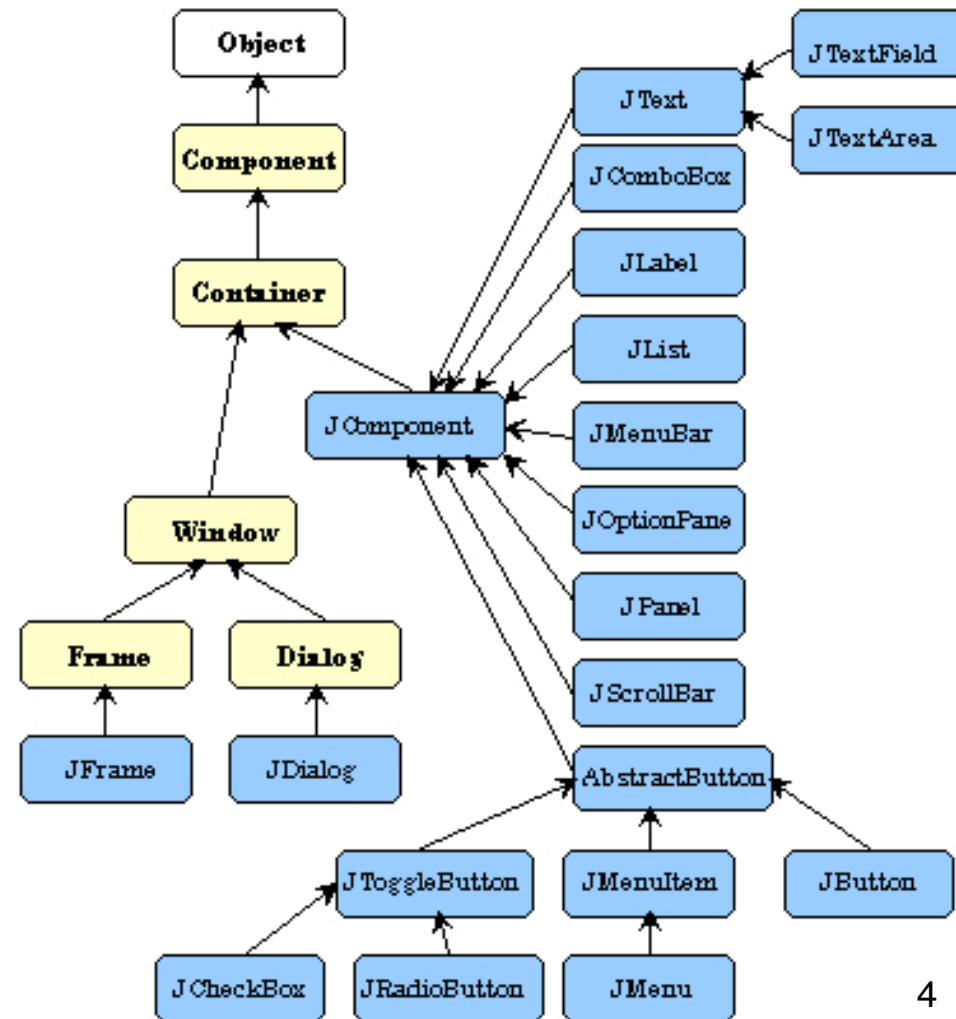 Object
JTextField
JText
JTextArea
Component
JComboBox
JLabel
Container
JList
JComponent
JMenuBar
JOptionPane
Window
JPanel
Frame
Dialog
JScrollBar
JFrame
JDialog
AbstractButton
JToggleButton
JMenuItem
JButton
JCheckBox
JRadioButton
JMenu
4